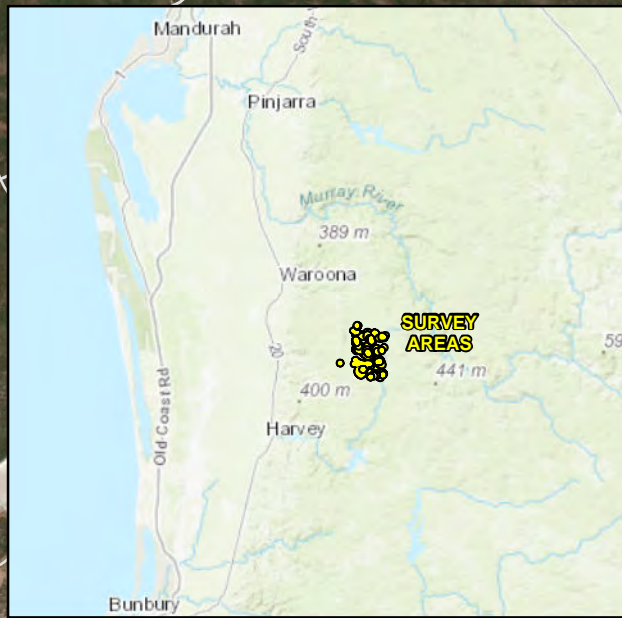 Mandurah
South
Pinjarra
Murray River
389 m
Waroona
SURVEY
AREAS
59
20
441 m
400 m
Old Coast Rd
Harvey
1
Bunbury